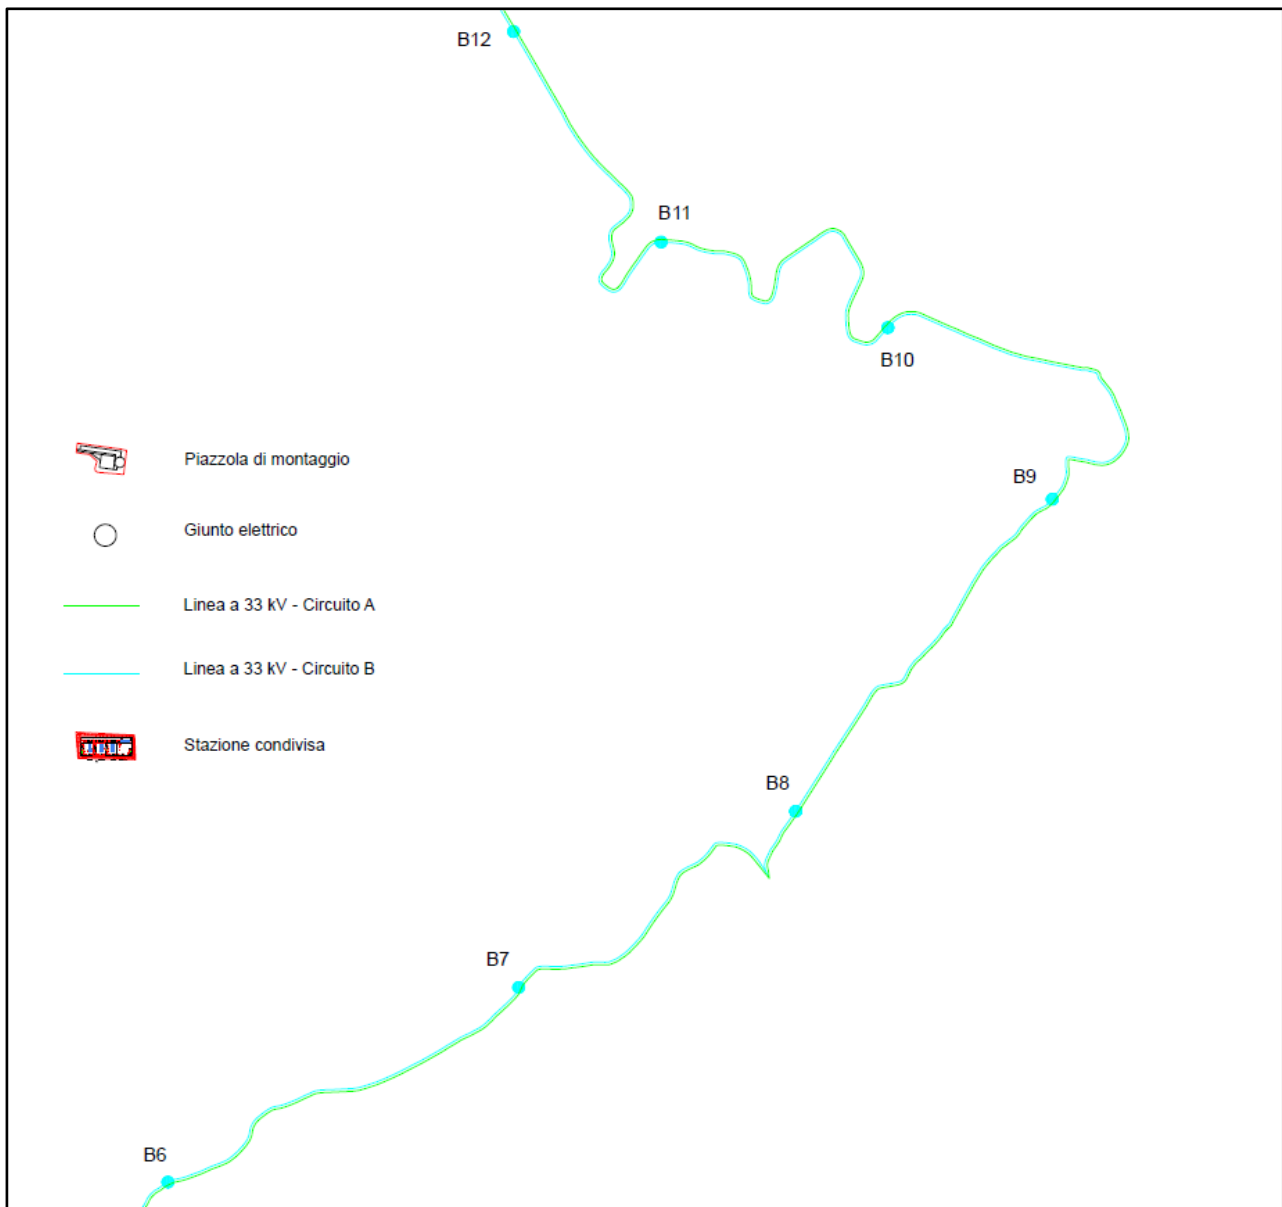 B12
B11
B10
Piazzola di montaggio
B9
Giunto elettrico
Linea a 33 kV - Circuito A
Linea a 33 kV - Circuito B
Stazione condivisa
B8
B7
B6